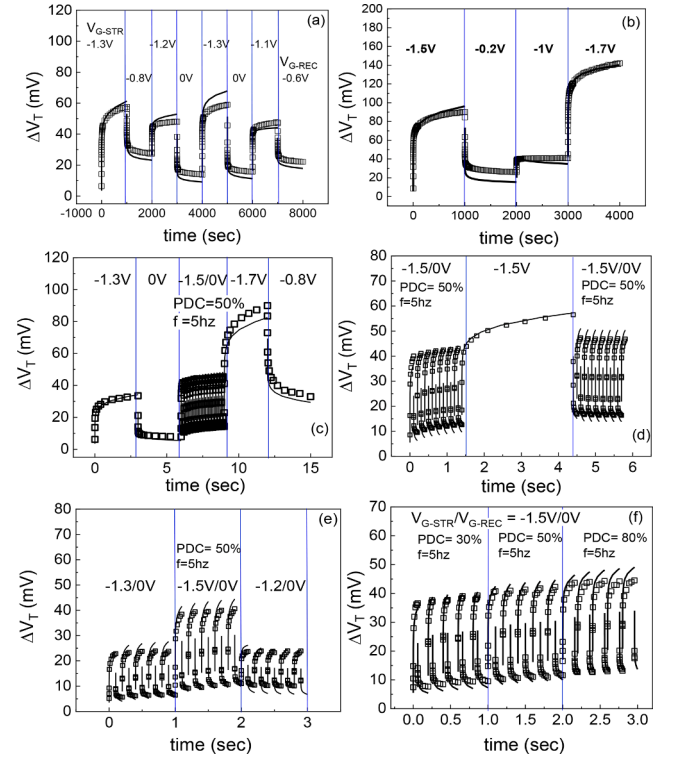 (a)
V_G-STR
-1.3V -1.2V -1.3V -1.1V
-0.8V 0V 0V V_G-REC
-0.6V
120
100
80
60
40
20
0
ΔV_T (mV)
-1000 0 2000 4000 6000 8000
time (sec)
(b)
-1.5V -0.2V -1V -1.7V
200
180
160
140
120
100
80
60
40
20
0
ΔV_T (mV)
0 1000 2000 3000 4000
time (sec)
-1.3V 0V -1.5/0V -1.7V -0.8V
PDC=50%
f =5hz
(c)
120
100
80
60
40
20
0
ΔV_T (mV)
0 5 10 15
time (sec)
-1.5/0V -1.5V -1.5V/0V
PDC= 50% PDC= 50%
f=5hz f=5hz
(d)
80
70
60
50
40
30
20
10
0
ΔV_T (mV)
0 1 2 3 4 5 6
time (sec)
(e)
PDC= 50%
f=5hz
-1.3/0V -1.5V/0V -1.2/0V
80
70
60
50
40
30
20
10
0
ΔV_T (mV)
0 1 2 3
time (sec)
V_G-STR/V_G-REC = -1.5V/0V (f)
PDC= 30% PDC= 50% PDC= 80%
f=5hz f=5hz f=5hz
70
60
50
40
30
20
10
0
ΔV_T (mV)
0.0 0.5 1.0 1.5 2.0 2.5 3.0
time (sec)